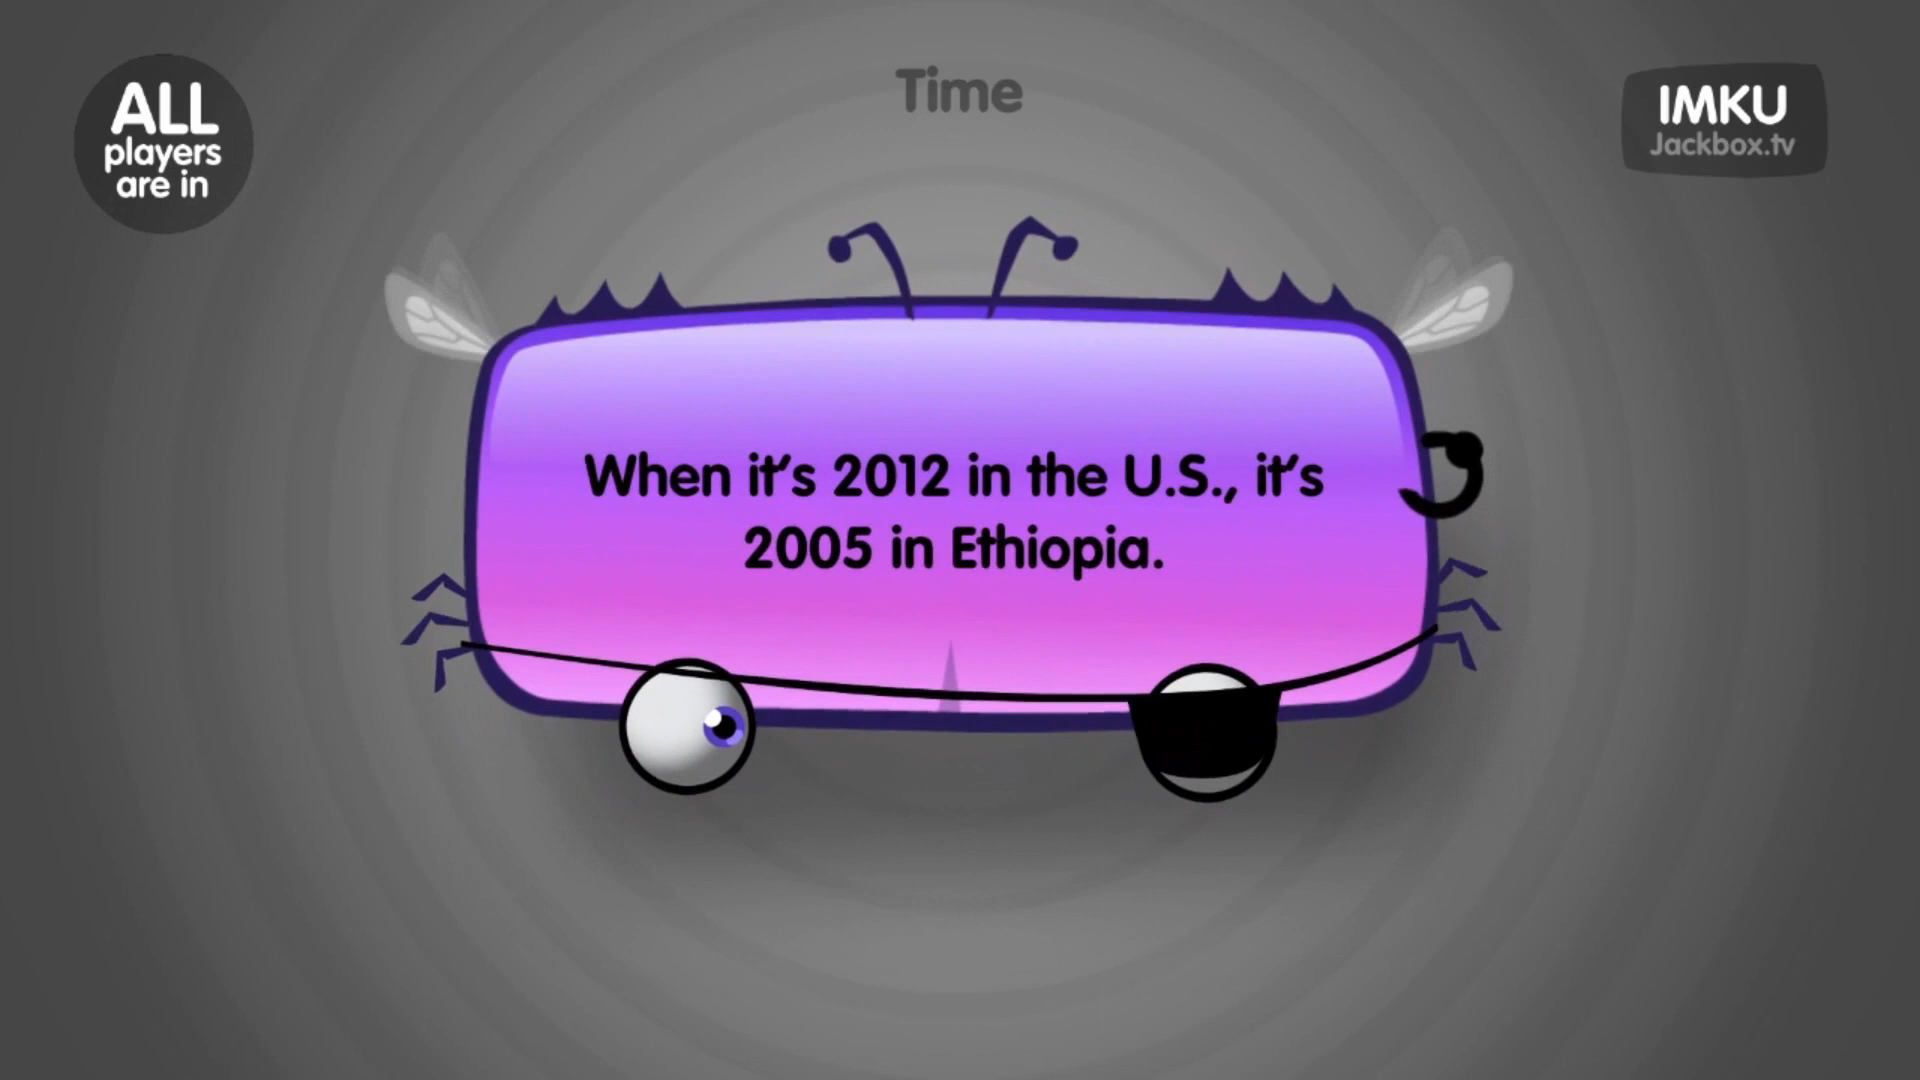 ALL
players
are in
Time
IMKU
Jackbox.tv
When it's 2012 in the U.S., it's
2005 in Ethiopia.